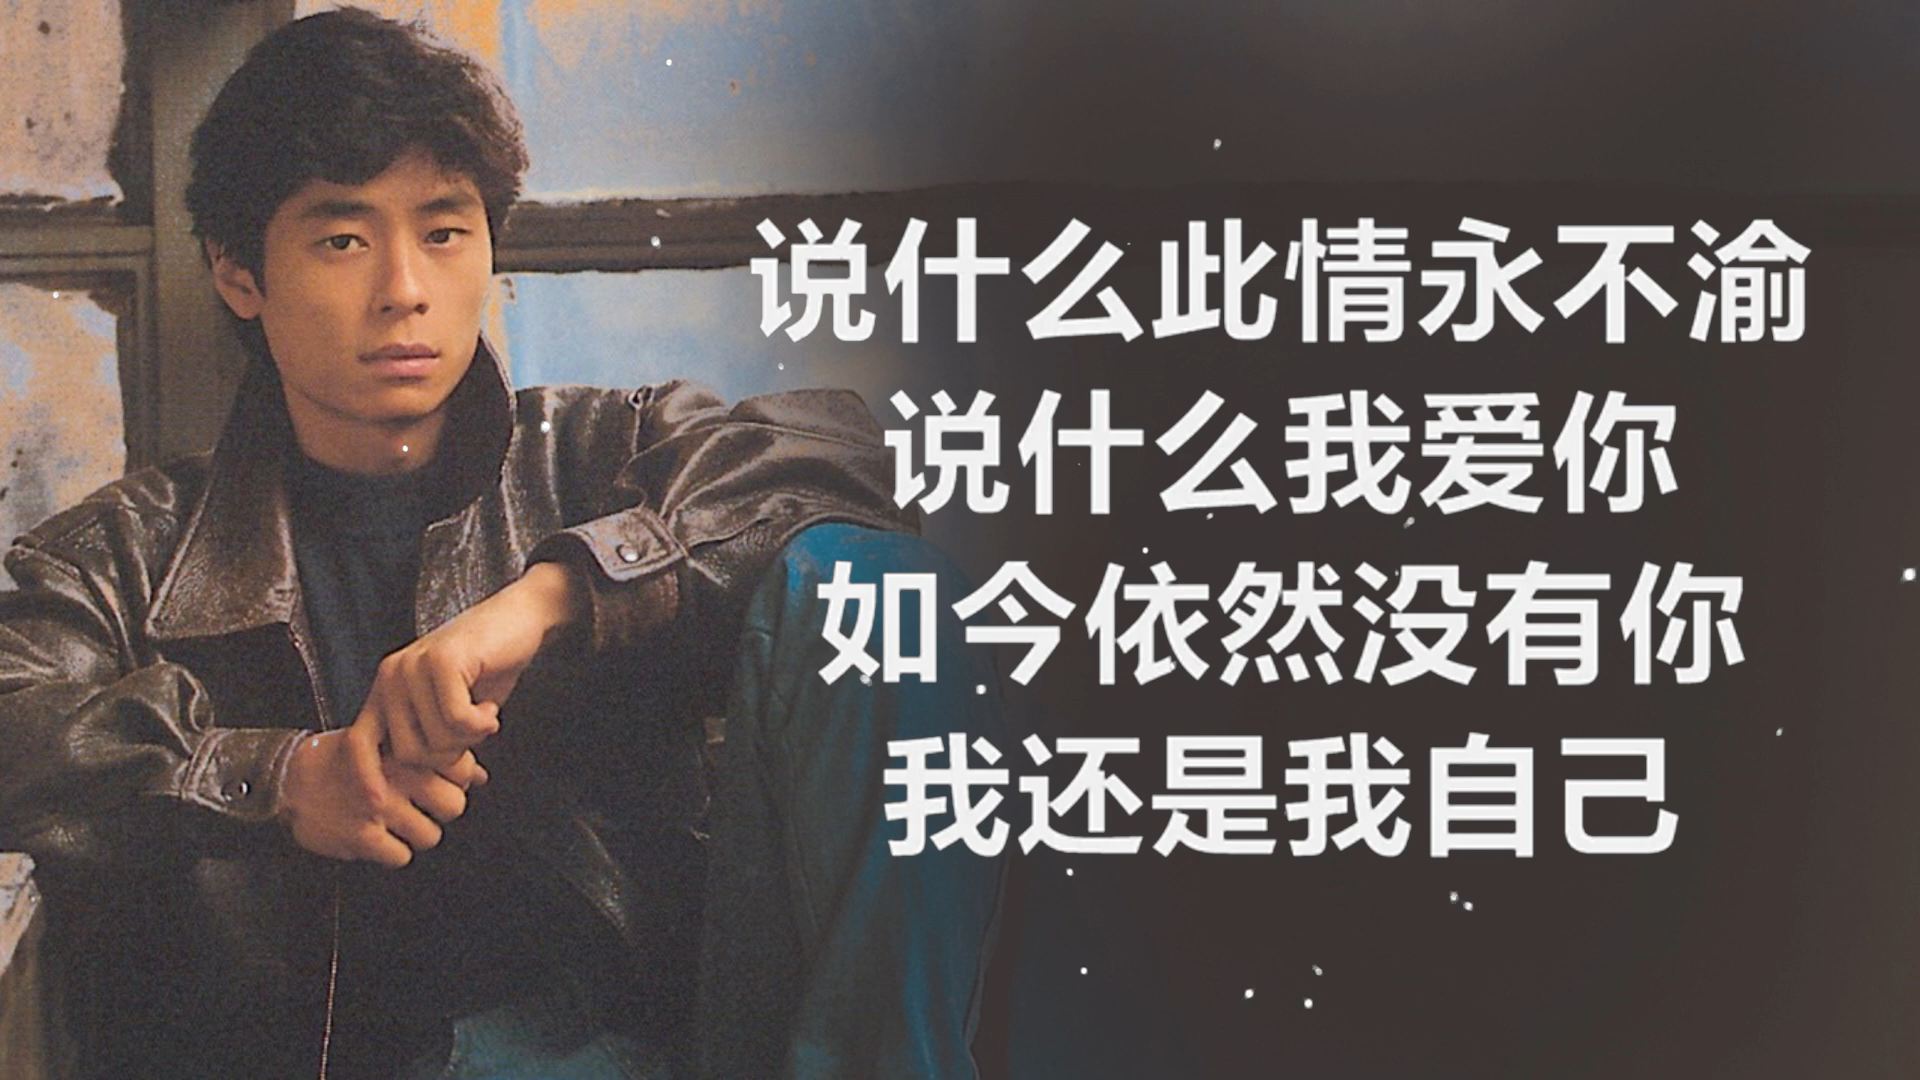 说什么此情永不渝
说什么我爱你
如今依然没有你
我还是我自己